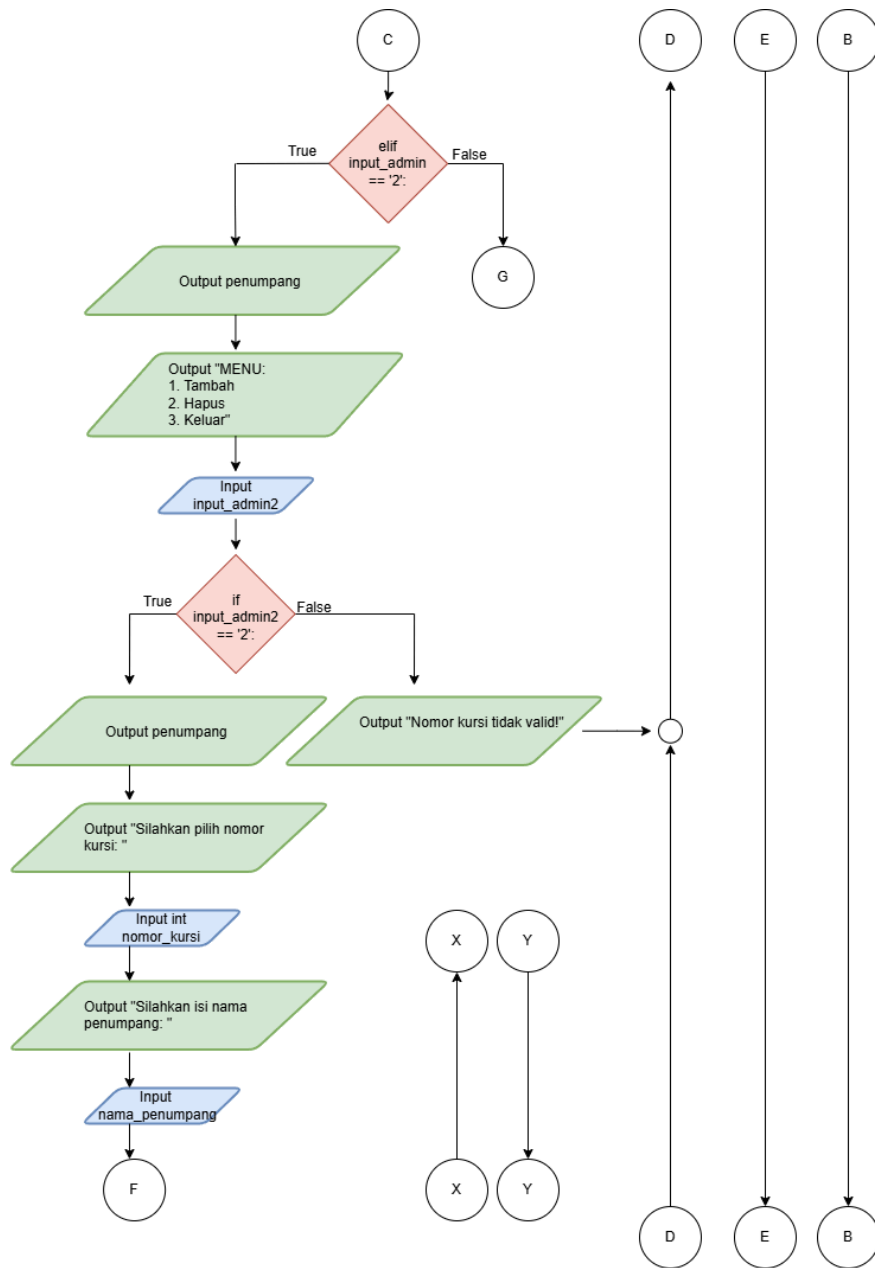 C
D
E
B
elif
input_admin
== '2':
True
False
Output penumpang
G
Output "MENU:
1. Tambah
2. Hapus
3. Keluar"
Input
input_admin2
if
input_admin2
== '2':
True
False
Output penumpang
Output "Nomor kursi tidak valid!"
Output "Silahkan pilih nomor
kursi: "
Input int
nomor_kursi
X
Y
Output "Silahkan isi nama
penumpang: "
Input
nama_penumpang
F
X
Y
D
E
B